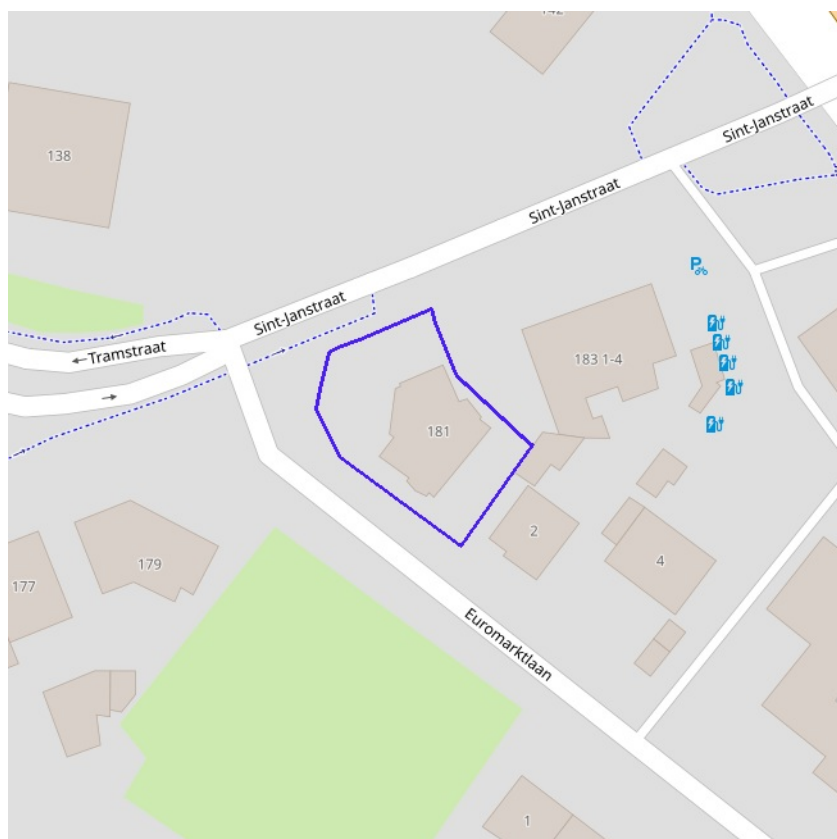 142
Sint-Janstraat
138
Sint-Janstraat
P
Sint-Janstraat
Tramstraat
183 1-4
181
2
4
179
177
Euromarktlaan
1